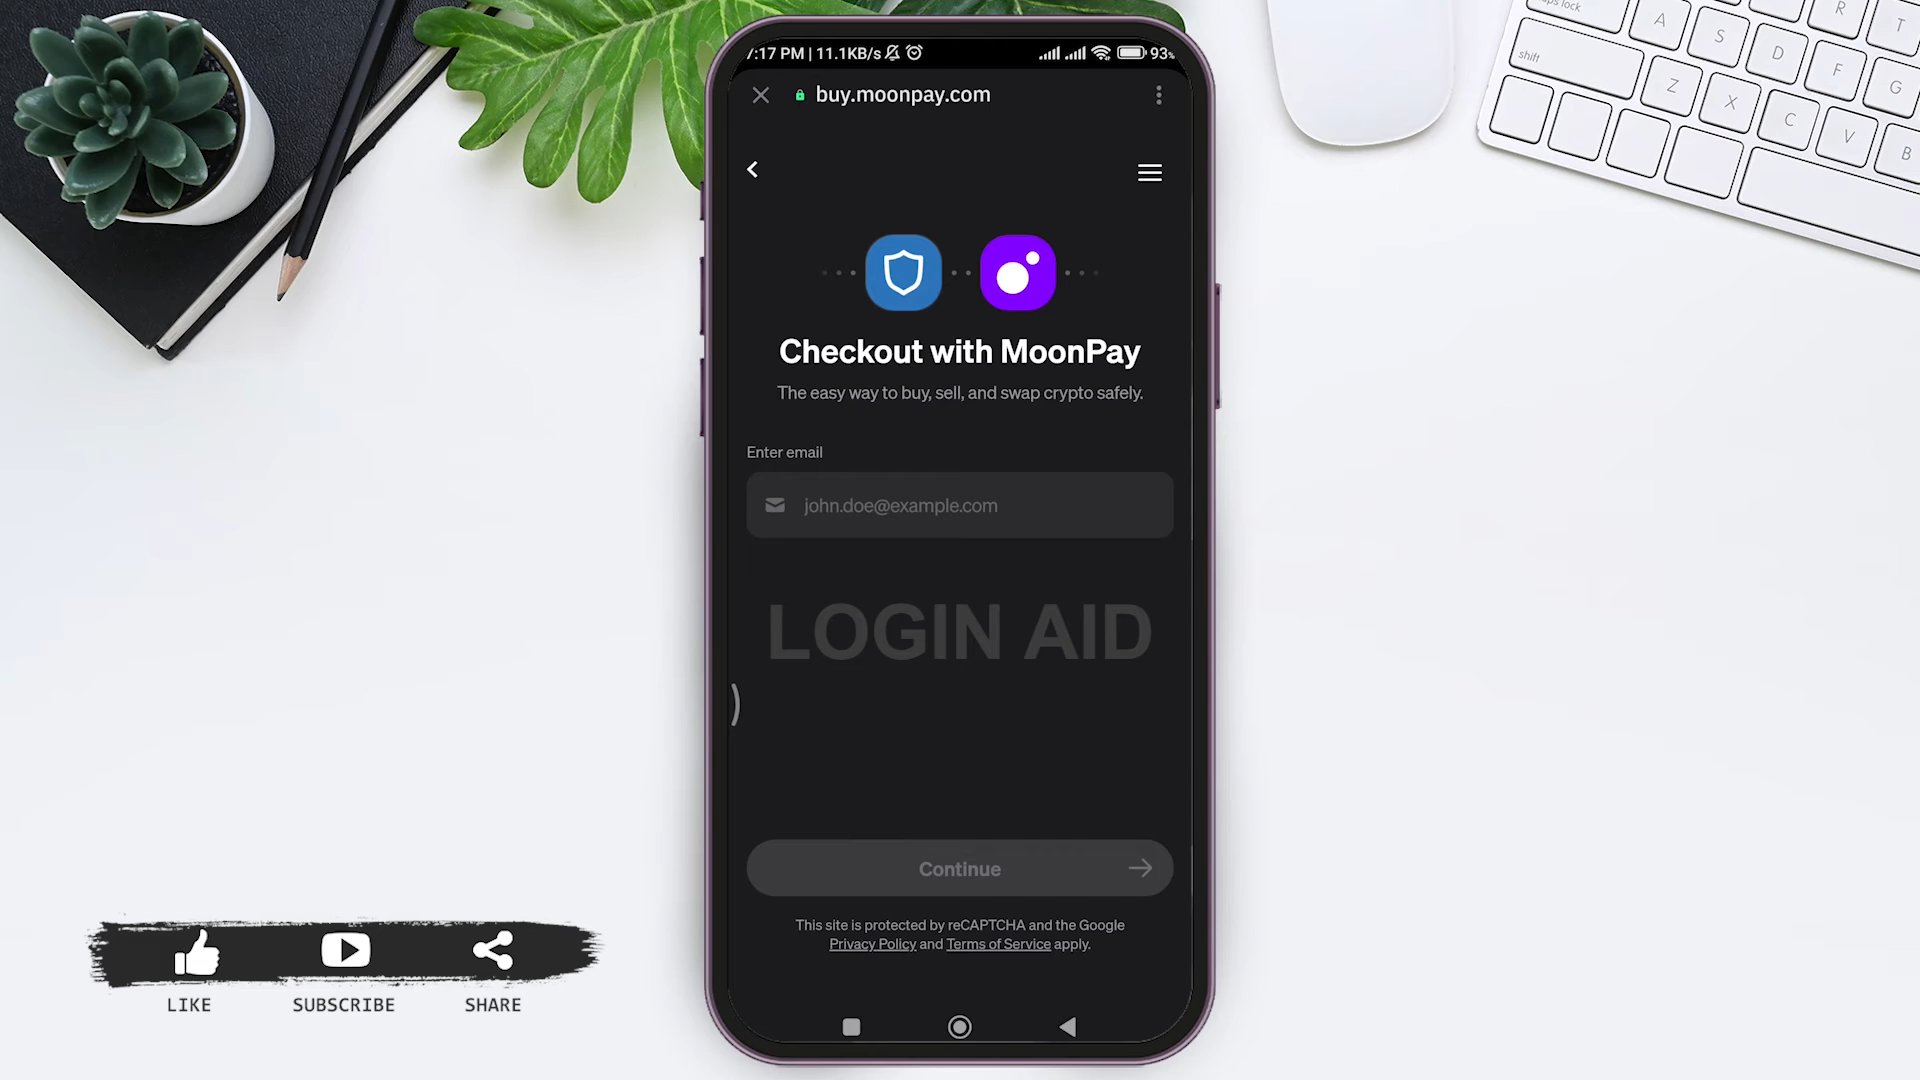 7:17 PM | 11.1KB/s
93%
buy.moonpay.com
Checkout with MoonPay
The easy way to buy, sell, and swap crypto safely.
Enter email
john.doe@example.com
LOGIN AID
Continue
This site is protected by reCAPTCHA and the Google
Privacy Policy and Terms of Service apply.
LIKE
SUBSCRIBE
SHARE
shift
A
S
D
F
G
Z
X
C
V
B
R
T